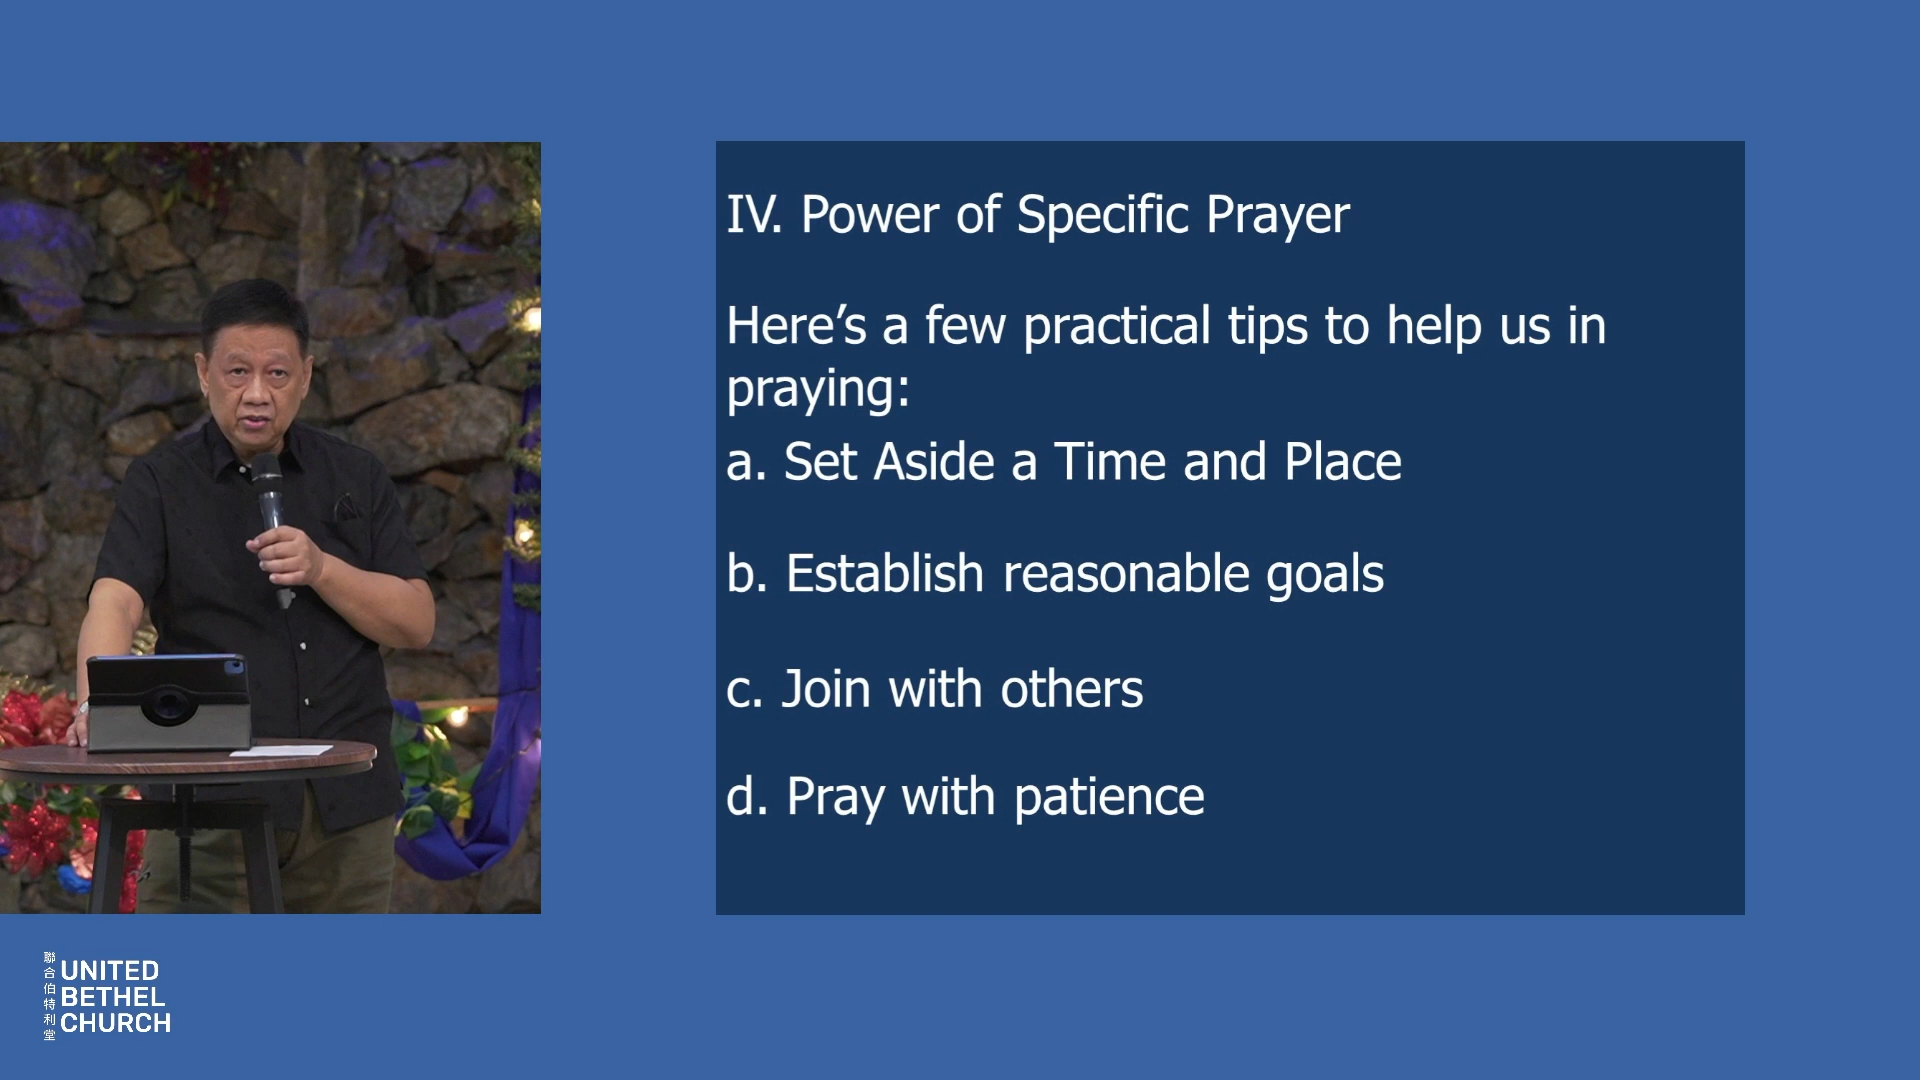 IV. Power of Specific Prayer
Here’s a few practical tips to help us in
praying:
a. Set Aside a Time and Place
b. Establish reasonable goals
c. Join with others
d. Pray with patience
聯合伯特利堂
UNITED
BETHEL
CHURCH